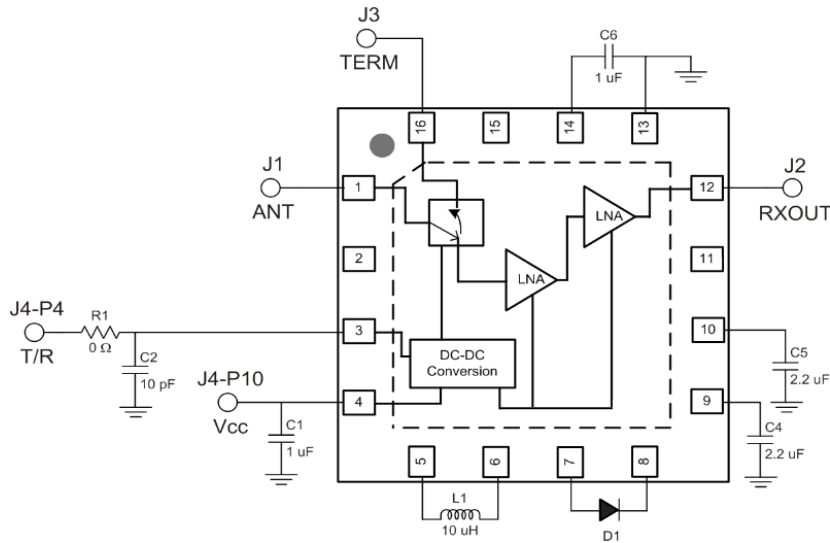 J3
TERM
C6
1 uF
16
15
14
13
J1
ANT
1
12
J2
RXOUT
LNA
2
11
LNA
J4-P4
T/R
R1
0 Ω
C2
10 pF
3
10
DC-DC
Conversion
C5
2.2 uF
J4-P10
Vcc
4
9
C1
1 uF
C4
2.2 uF
5
6
7
8
L1
10 uH
D1